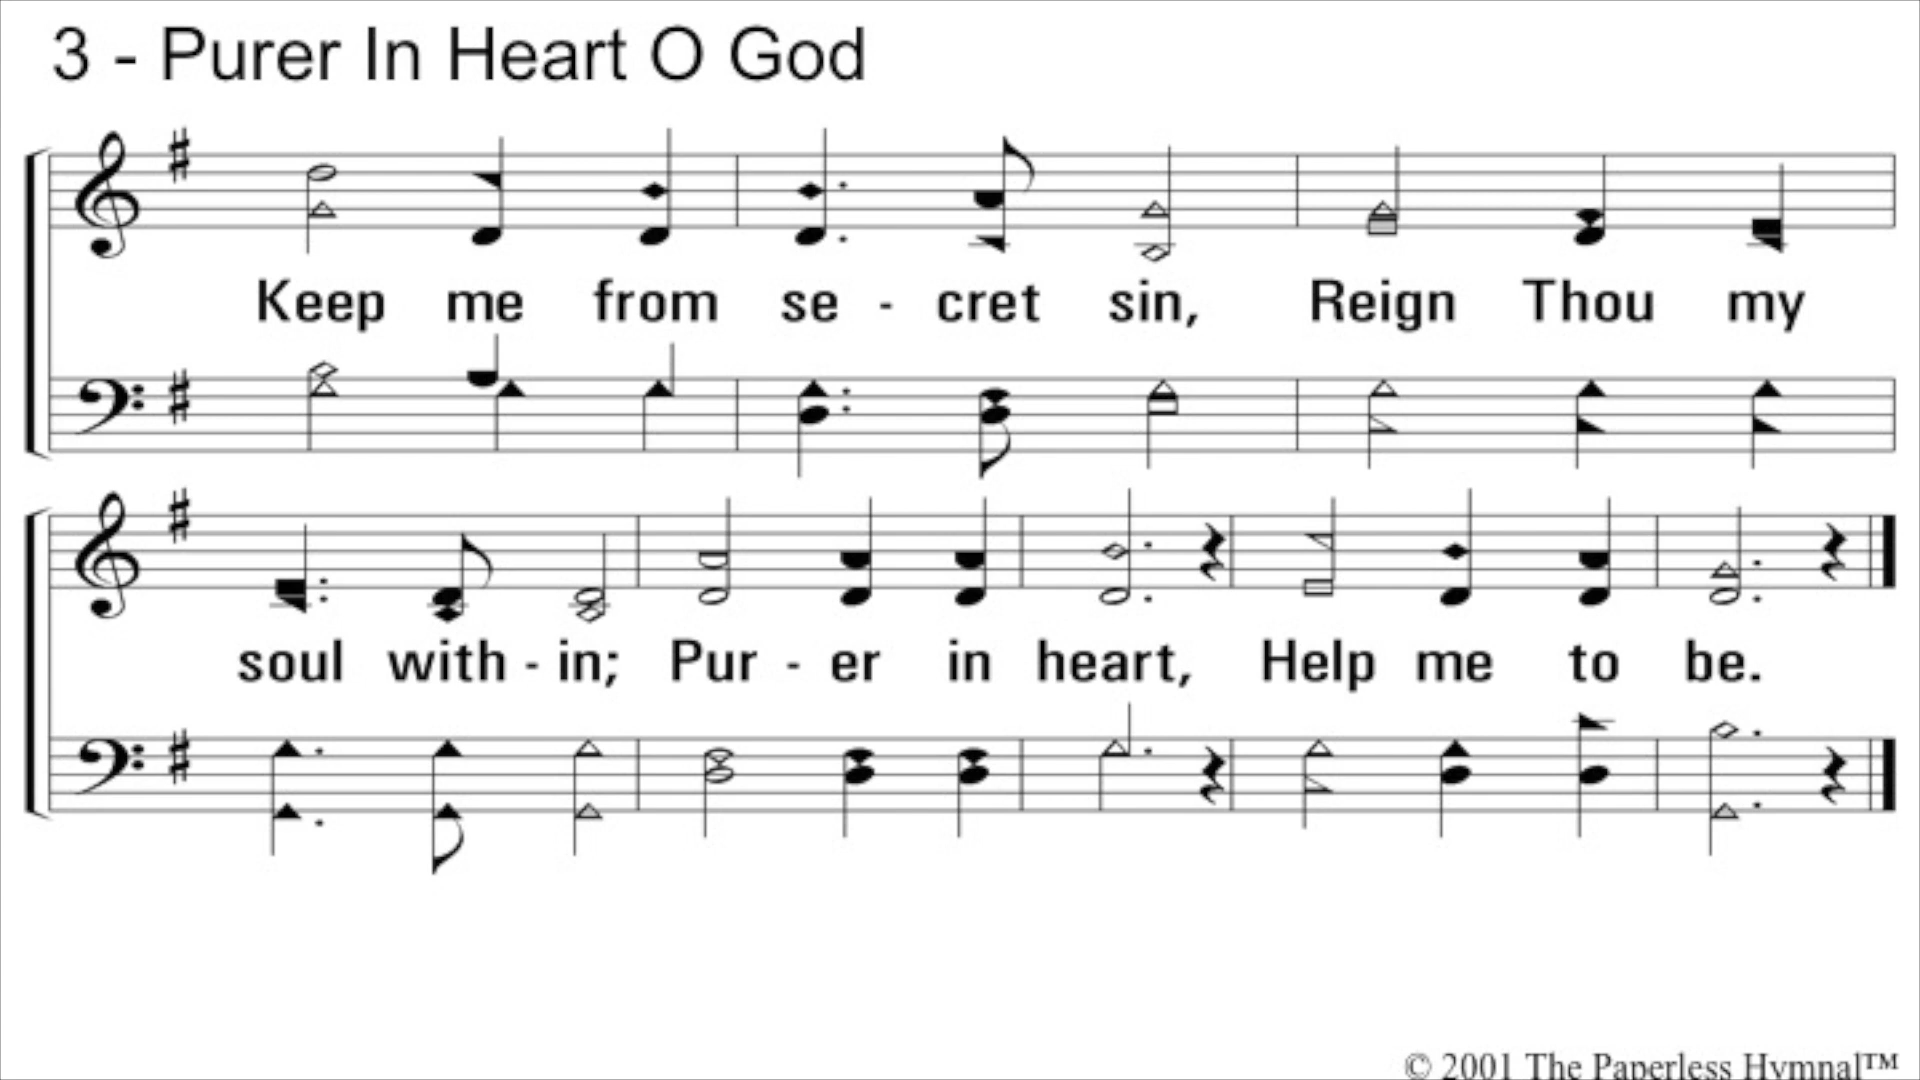 3 - Purer In Heart O God
Keep me from se - cret sin, Reign Thou my
soul with - in; Pur - er in heart, Help me to be.
© 2001 The Paperless Hymnal™